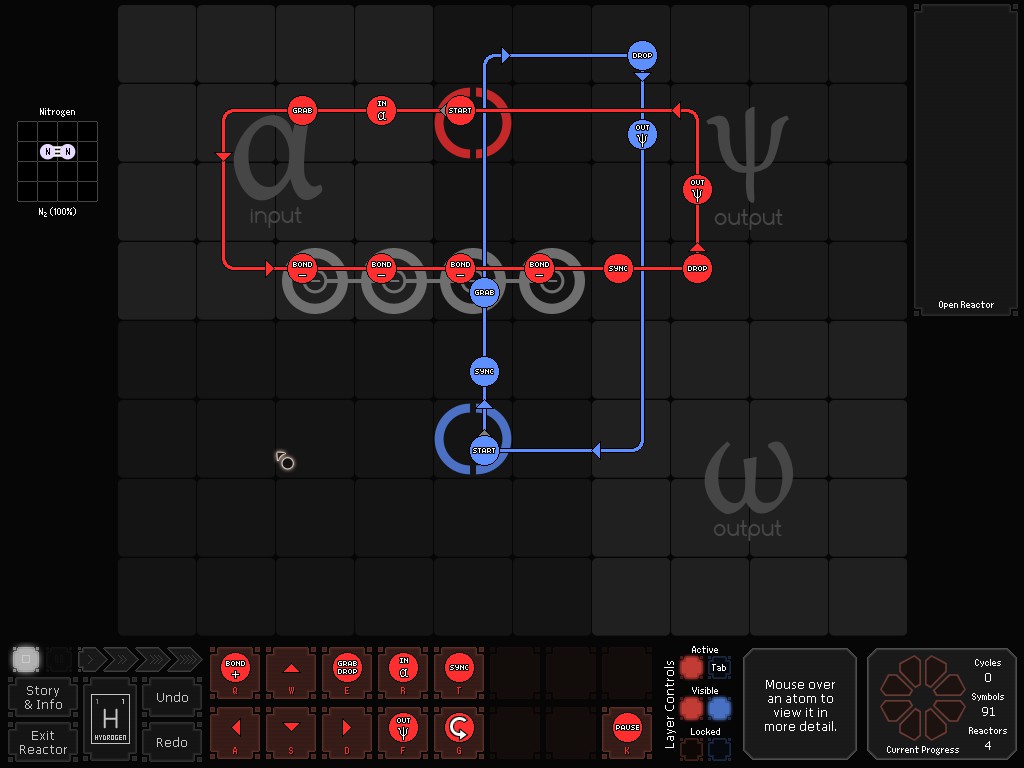 Nitrogen
N = N
N₂ (100%)
DROP
GRAB
IN
α
START
OUT
ψ
α
input
ψ
output
OUT
ψ
BOND
−
BOND
−
BOND
−
BOND
−
SYNC
DROP
GRAB
Open Reactor
SYNC
START
ω
output
Story
& Info
Exit
Reactor
1 1
H
HYDROGEN
Undo
Redo
BOND
+
Q
W
GRAB
DROP
E
IN
α
R
SYNC
T
A
S
D
OUT
ψ
F
G
PAUSE
K
Layer Controls
Active
Tab
Visible
Locked
Mouse over
an atom to
view it in
more detail.
Cycles
0
Symbols
91
Reactors
4
Current Progress